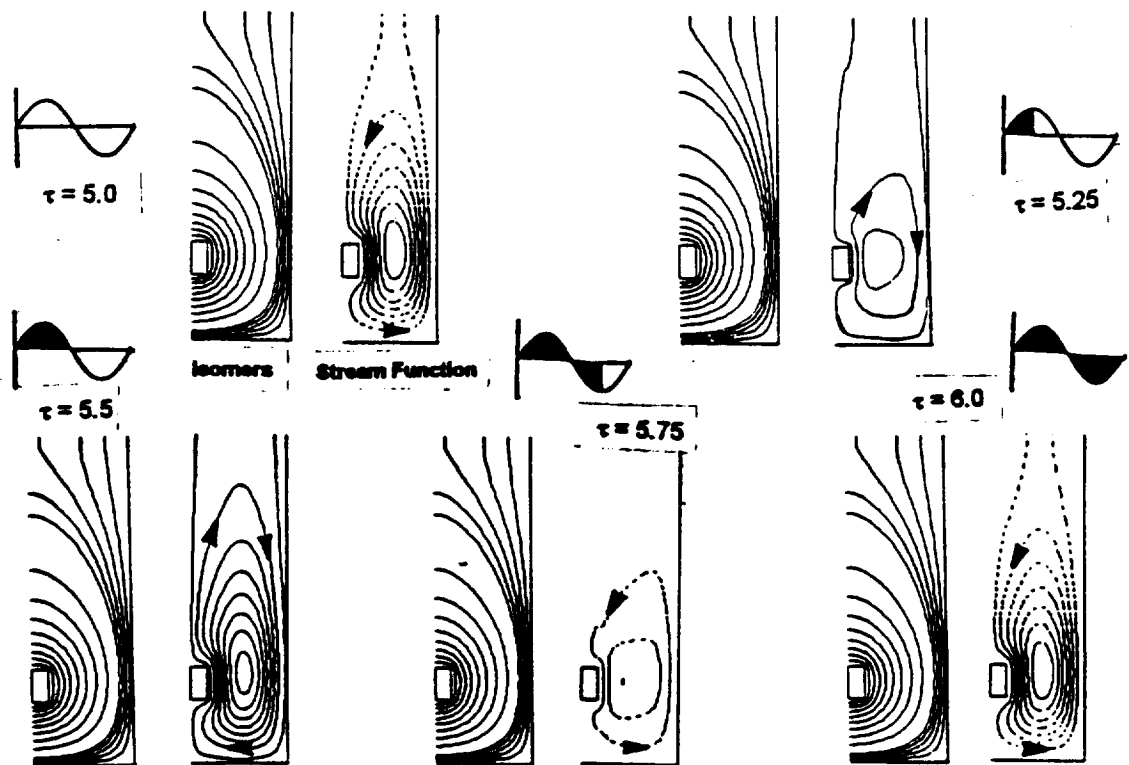 τ = 5.0
τ = 5.25
isomers
Stream Function
τ = 5.5
τ = 5.75
τ = 6.0